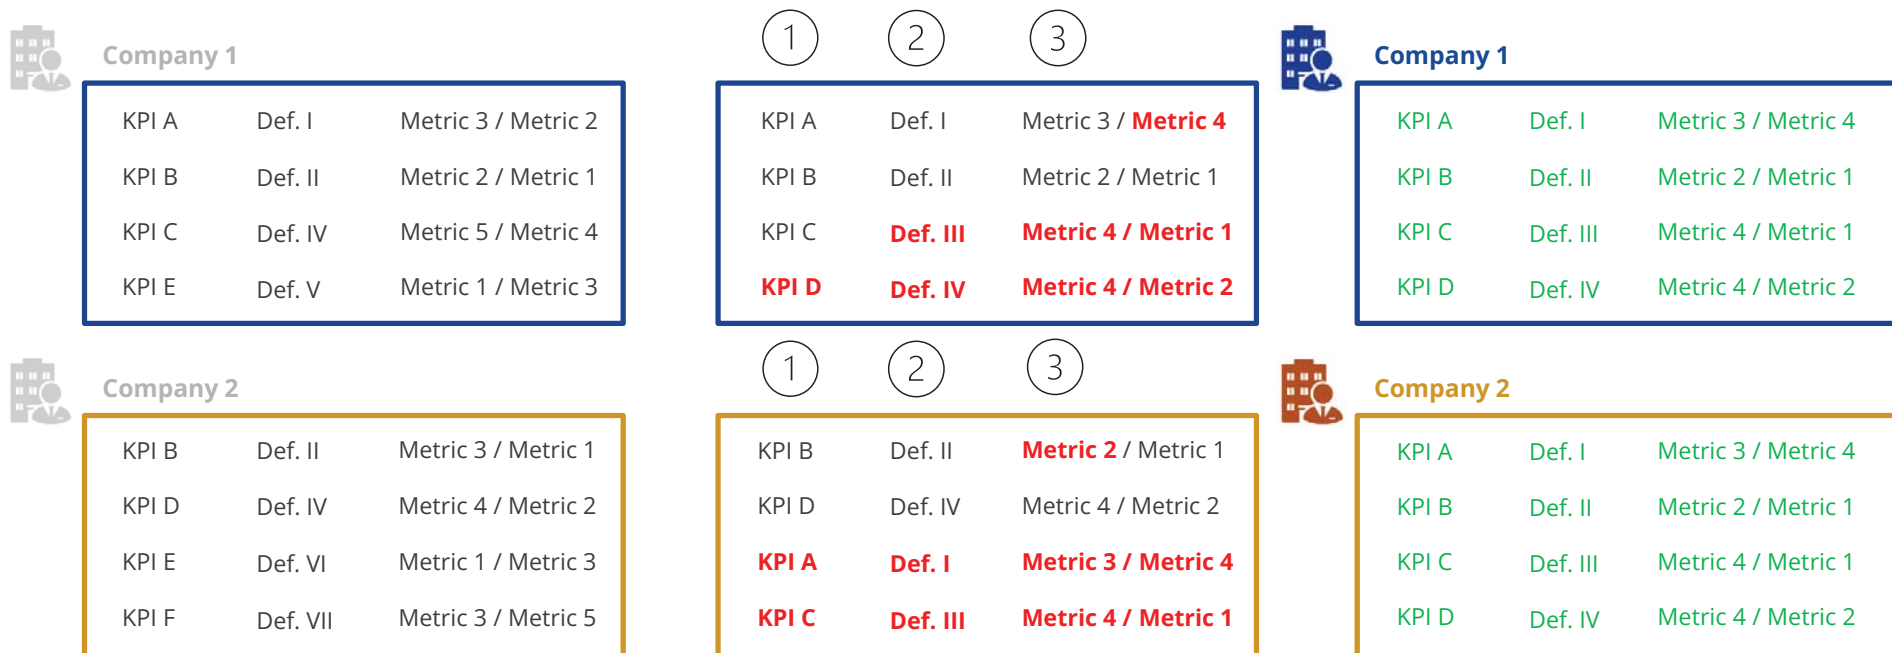 Company 1
KPI A Def. I Metric 3 / Metric 2
KPI B Def. II Metric 2 / Metric 1
KPI C Def. IV Metric 5 / Metric 4
KPI E Def. V Metric 1 / Metric 3
1 2 3
KPI A Def. I Metric 3 / Metric 4
KPI B Def. II Metric 2 / Metric 1
KPI C Def. III Metric 4 / Metric 1
KPI D Def. IV Metric 4 / Metric 2
Company 1
KPI A Def. I Metric 3 / Metric 4
KPI B Def. II Metric 2 / Metric 1
KPI C Def. III Metric 4 / Metric 1
KPI D Def. IV Metric 4 / Metric 2
Company 2
KPI B Def. II Metric 3 / Metric 1
KPI D Def. IV Metric 4 / Metric 2
KPI E Def. VI Metric 1 / Metric 3
KPI F Def. VII Metric 3 / Metric 5
1 2 3
KPI B Def. II Metric 2 / Metric 1
KPI D Def. IV Metric 4 / Metric 2
KPI A Def. I Metric 3 / Metric 4
KPI C Def. III Metric 4 / Metric 1
Company 2
KPI A Def. I Metric 3 / Metric 4
KPI B Def. II Metric 2 / Metric 1
KPI C Def. III Metric 4 / Metric 1
KPI D Def. IV Metric 4 / Metric 2